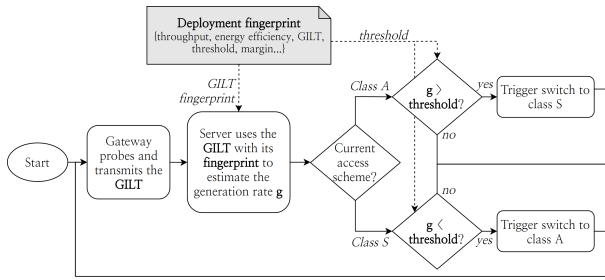 Deployment fingerprint
{throughput, energy efficiency, GILT,
threshold, margin...}
threshold
GILT
fingerprint
Start
Gateway
probes and
transmits the
GILT
Server uses the
GILT with its
fingerprint to
estimate the
generation rate g
Current
access
scheme?
Class A
g >
threshold?
yes
Trigger switch to
class S
no
no
Class S
g <
threshold?
yes
Trigger switch to
class A